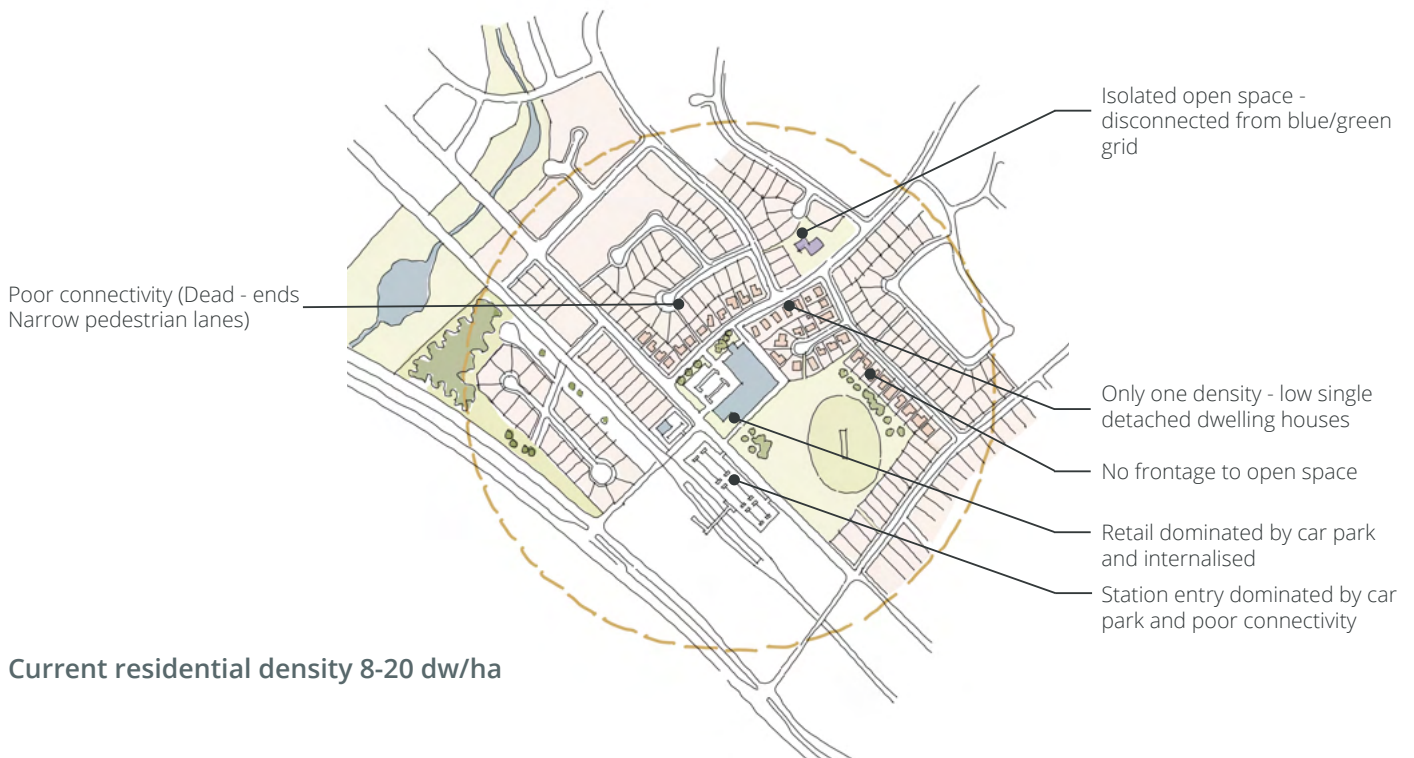 Isolated open space -
disconnected from blue/green
grid
Poor connectivity (Dead - ends
Narrow pedestrian lanes)
Only one density - low single
detached dwelling houses
No frontage to open space
Retail dominated by car park
and internalised
Station entry dominated by car
park and poor connectivity
Current residential density 8-20 dw/ha